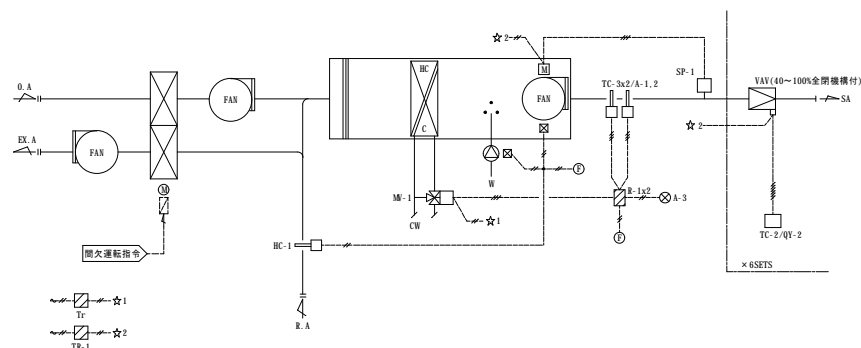 ☆2
HC
M
SP-1
TC-3x2/A-1,2
VAV(40～100%全閉機構付)
O.A
FAN
FAN
SA
EX.A
FAN
C
☆2
F
M
W
MV-1
R-1x2
A-3
☆1
CW
F
TC-2/QY-2
間欠運転指令
HC-1
×6SETS
☆1
Tr
R.A
☆2
TR-1